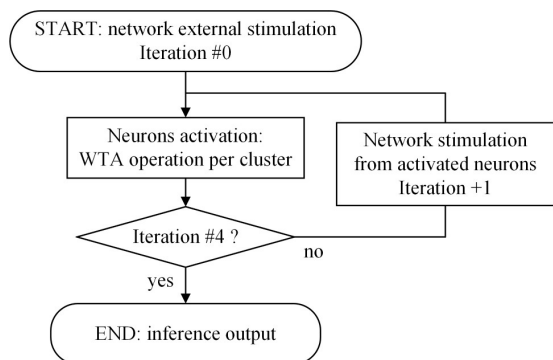 START: network external stimulation
Iteration #0
Neurons activation:
WTA operation per cluster
Network stimulation
from activated neurons
Iteration +1
Iteration #4 ?
no
yes
END: inference output